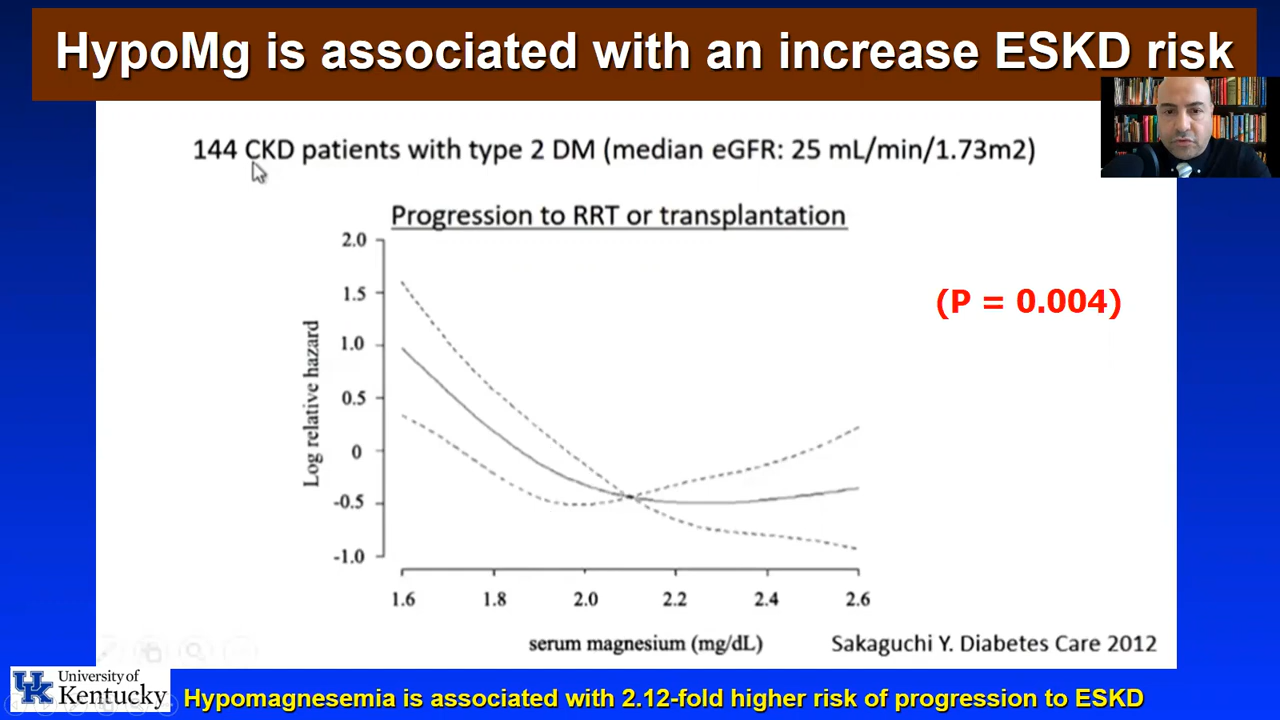 HypoMg is associated with an increase ESKD risk
144 CKD patients with type 2 DM (median eGFR: 25 mL/min/1.73m2)
Progression to RRT or transplantation
(P = 0.004)
Log relative hazard
2.0
1.5
1.0
0.5
0
-0.5
-1.0
1.6 1.8 2.0 2.2 2.4 2.6
serum magnesium (mg/dL)
Sakaguchi Y. Diabetes Care 2012
UK University of
Kentucky
Hypomagnesemia is associated with 2.12-fold higher risk of progression to ESKD